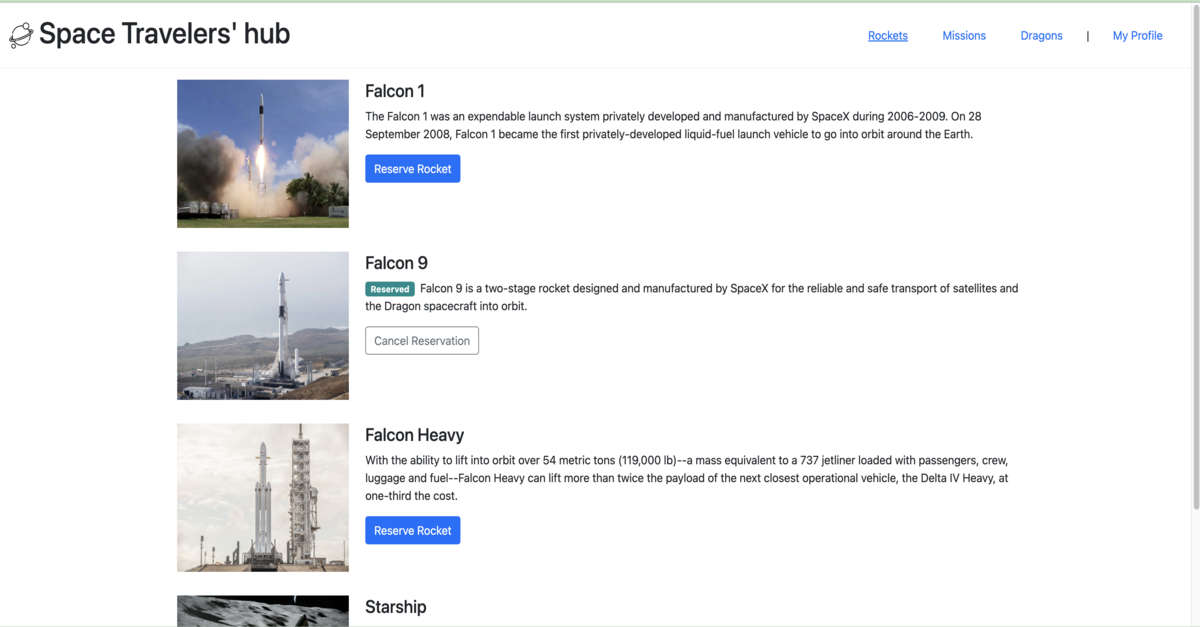 Space Travelers' hub
Rockets Missions Dragons | My Profile
Falcon 1
The Falcon 1 was an expendable launch system privately developed and manufactured by SpaceX during 2006-2009. On 28
September 2008, Falcon 1 became the first privately-developed liquid-fuel launch vehicle to go into orbit around the Earth.
Reserve Rocket
Falcon 9
Reserved Falcon 9 is a two-stage rocket designed and manufactured by SpaceX for the reliable and safe transport of satellites and
the Dragon spacecraft into orbit.
Cancel Reservation
Falcon Heavy
With the ability to lift into orbit over 54 metric tons (119,000 lb)--a mass equivalent to a 737 jetliner loaded with passengers, crew,
luggage and fuel--Falcon Heavy can lift more than twice the payload of the next closest operational vehicle, the Delta IV Heavy, at
one-third the cost.
Reserve Rocket
Starship